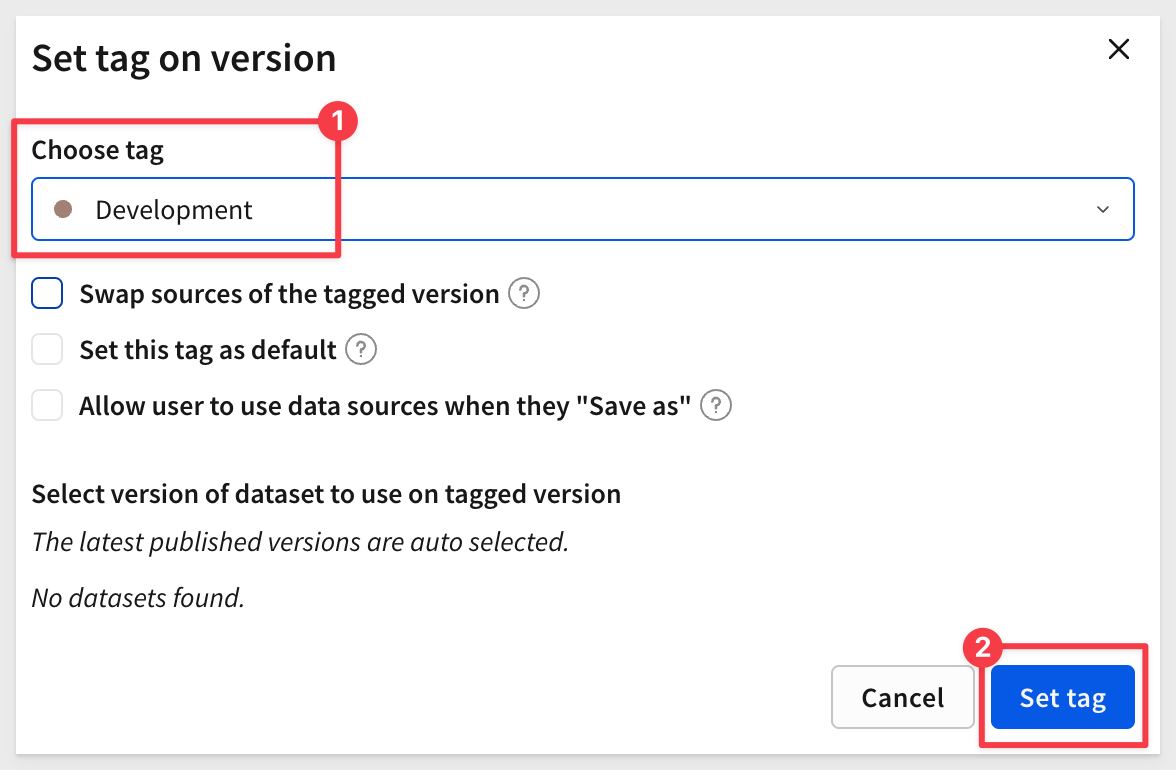 Set tag on version
1
Choose tag
Development
Swap sources of the tagged version ?
Set this tag as default ?
Allow user to use data sources when they "Save as" ?
Select version of dataset to use on tagged version
The latest published versions are auto selected.
No datasets found.
2
Cancel
Set tag